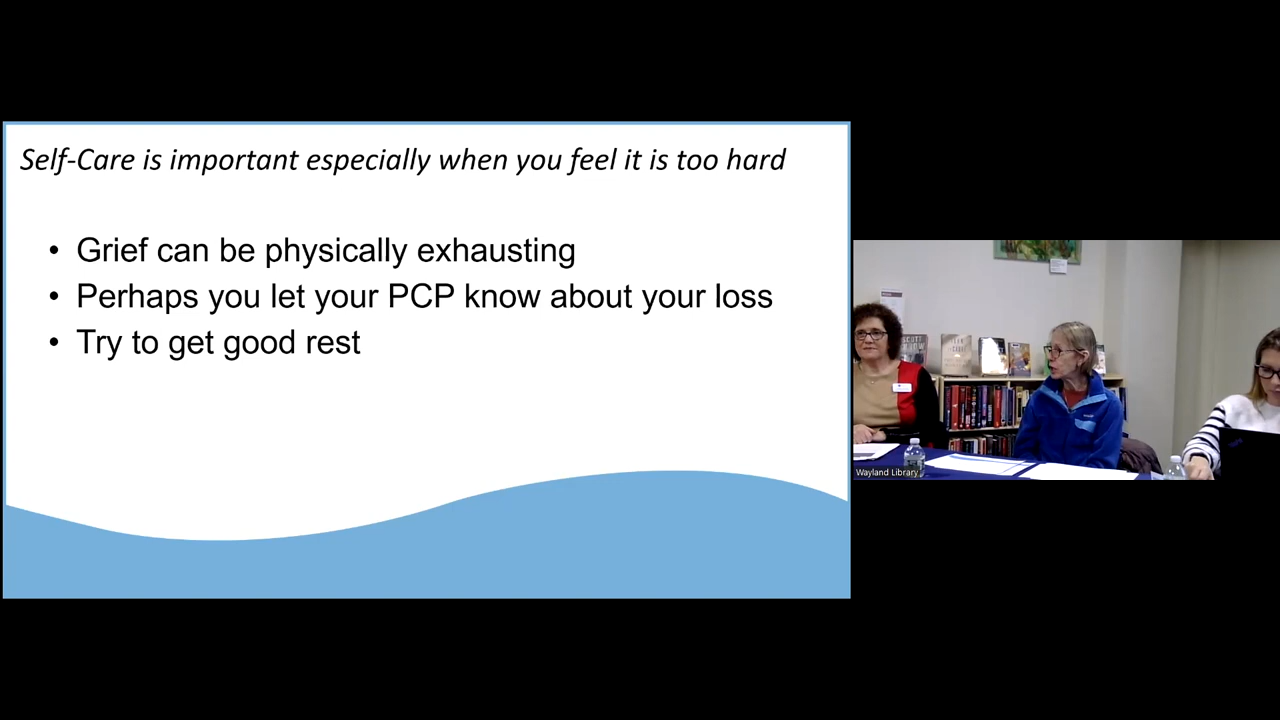 Self-Care is important especially when you feel it is too hard
• Grief can be physically exhausting
• Perhaps you let your PCP know about your loss
• Try to get good rest
Wayland Library